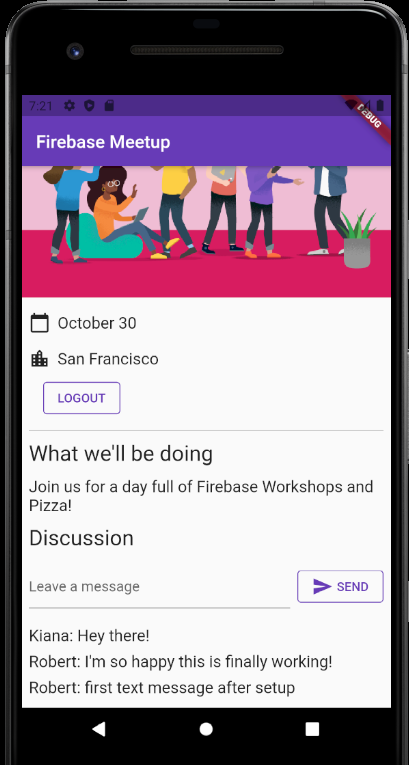 7:21
DEBUG
Firebase Meetup
October 30
San Francisco
LOGOUT
What we'll be doing
Join us for a day full of Firebase Workshops and
Pizza!
Discussion
Leave a message
SEND
Kiana: Hey there!
Robert: I'm so happy this is finally working!
Robert: first text message after setup